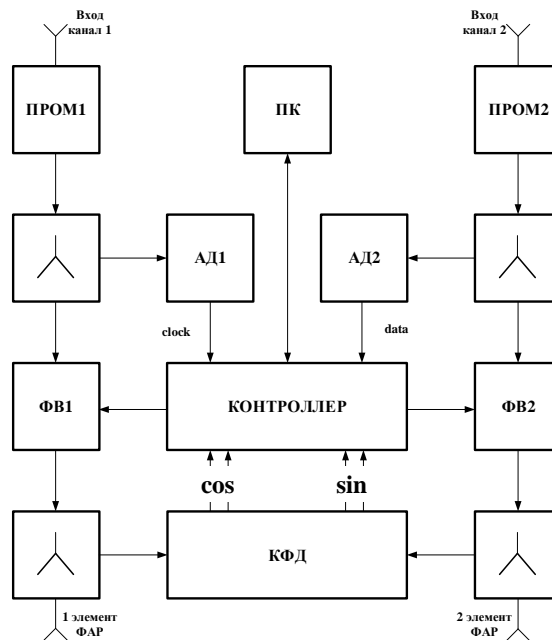 Вход
канал 1
Вход
канал 2
ПРОМ1
ПК
ПРОМ2
АД1
АД2
clock
data
ФВ1
КОНТРОЛЛЕР
ФВ2
cos
sin
КФД
1 элемент
ФАР
2 элемент
ФАР